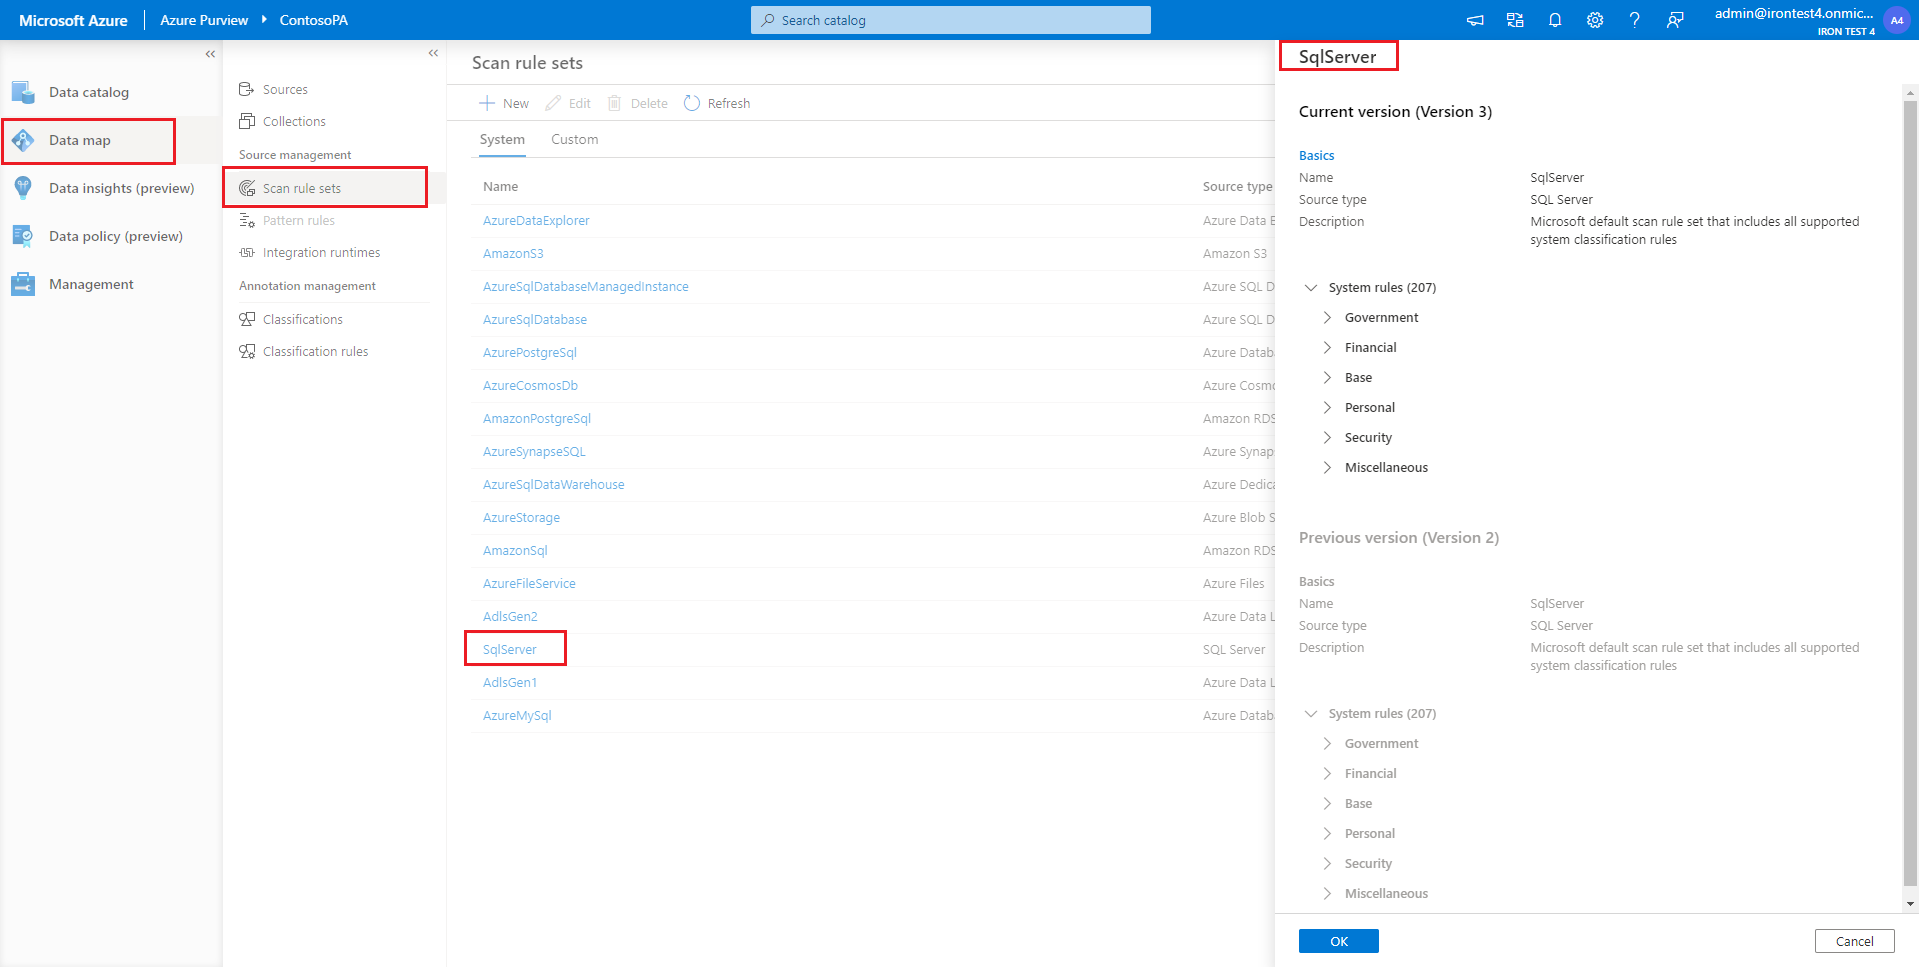 Microsoft Azure Azure Purview ContosoPA
Search catalog
admin@irontest4.onmic...
IRON TEST 4
A4
Data catalog
Data map
Data insights (preview)
Data policy (preview)
Management
Sources
Collections
Source management
Scan rule sets
Pattern rules
Integration runtimes
Annotation management
Classifications
Classification rules
Scan rule sets
New Edit Delete Refresh
System Custom
Name Source type
AzureDataExplorer Azure Data E
AmazonS3 Amazon S3
AzureSqlDatabaseManagedInstance Azure SQL D
AzureSqlDatabase Azure SQL D
AzurePostgreSql Azure Datab
AzureCosmosDb Azure Cosmo
AmazonPostgreSql Amazon RDS
AzureSynapseSQL Azure Synap
AzureSqlDataWarehouse Azure Dedica
AzureStorage Azure Blob S
AmazonSql Amazon RDS
AzureFileService Azure Files
AdlsGen2 Azure Data L
SqlServer SQL Server
AdlsGen1 Azure Data L
AzureMySql Azure Datab
SqlServer
Current version (Version 3)
Basics
Name SqlServer
Source type SQL Server
Description Microsoft default scan rule set that includes all supported
system classification rules
System rules (207)
Government
Financial
Base
Personal
Security
Miscellaneous
Previous version (Version 2)
Basics
Name SqlServer
Source type SQL Server
Description Microsoft default scan rule set that includes all supported
system classification rules
System rules (207)
Government
Financial
Base
Personal
Security
Miscellaneous
OK Cancel